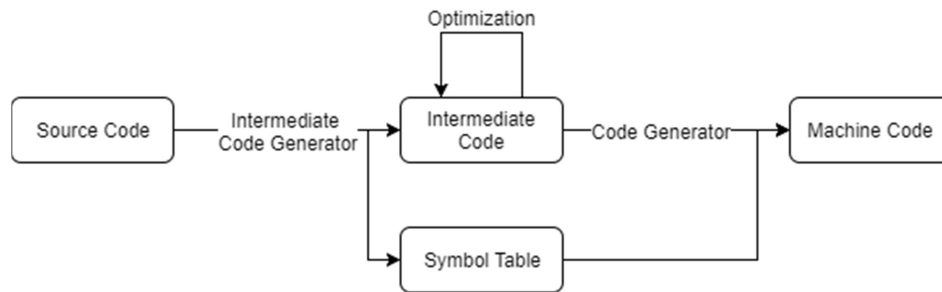 Optimization
Source Code
Intermediate
Code Generator
Intermediate
Code
Code Generator
Machine Code
Symbol Table